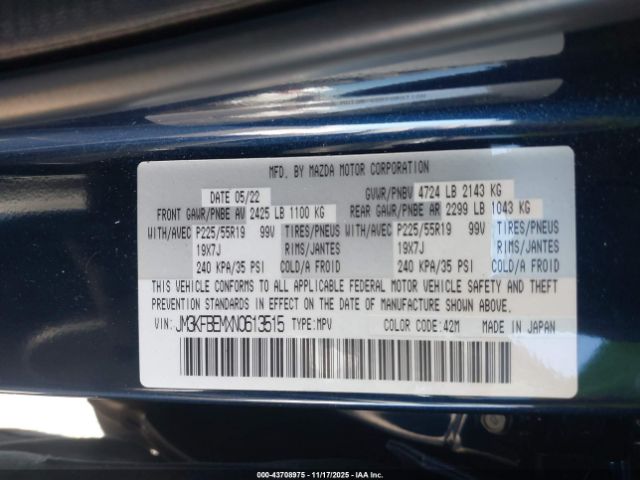 MFD. BY MAZDA MOTOR CORPORATION
DATE 05/22 GVWR/PNBV 4724 LB 2143 KG
FRONT GAWR/PNBE AV 2425 LB 1100 KG REAR GAWR/PNBE AR 2299 LB 1043 KG
WITH/AVEC P225/55R19 99V TIRES/PNEUS WITH/AVEC P225/55R19 99V TIRES/PNEUS
19X7J RIMS/JANTES 19X7J RIMS/JANTES
240 KPA/35 PSI COLD/A FROID 240 KPA/35 PSI COLD/A FROID
THIS VEHICLE CONFORMS TO ALL APPLICABLE FEDERAL MOTOR VEHICLE SAFETY AND THEFT
PREVENTION STANDARDS IN EFFECT ON THE DATE OF MANUFACTURE SHOWN ABOVE.
VIN: JM3KFBEMXN0613515 TYPE:MPV COLOR CODE:42M MADE IN JAPAN
000-43708975 - 11/17/2025 - IAAI.com